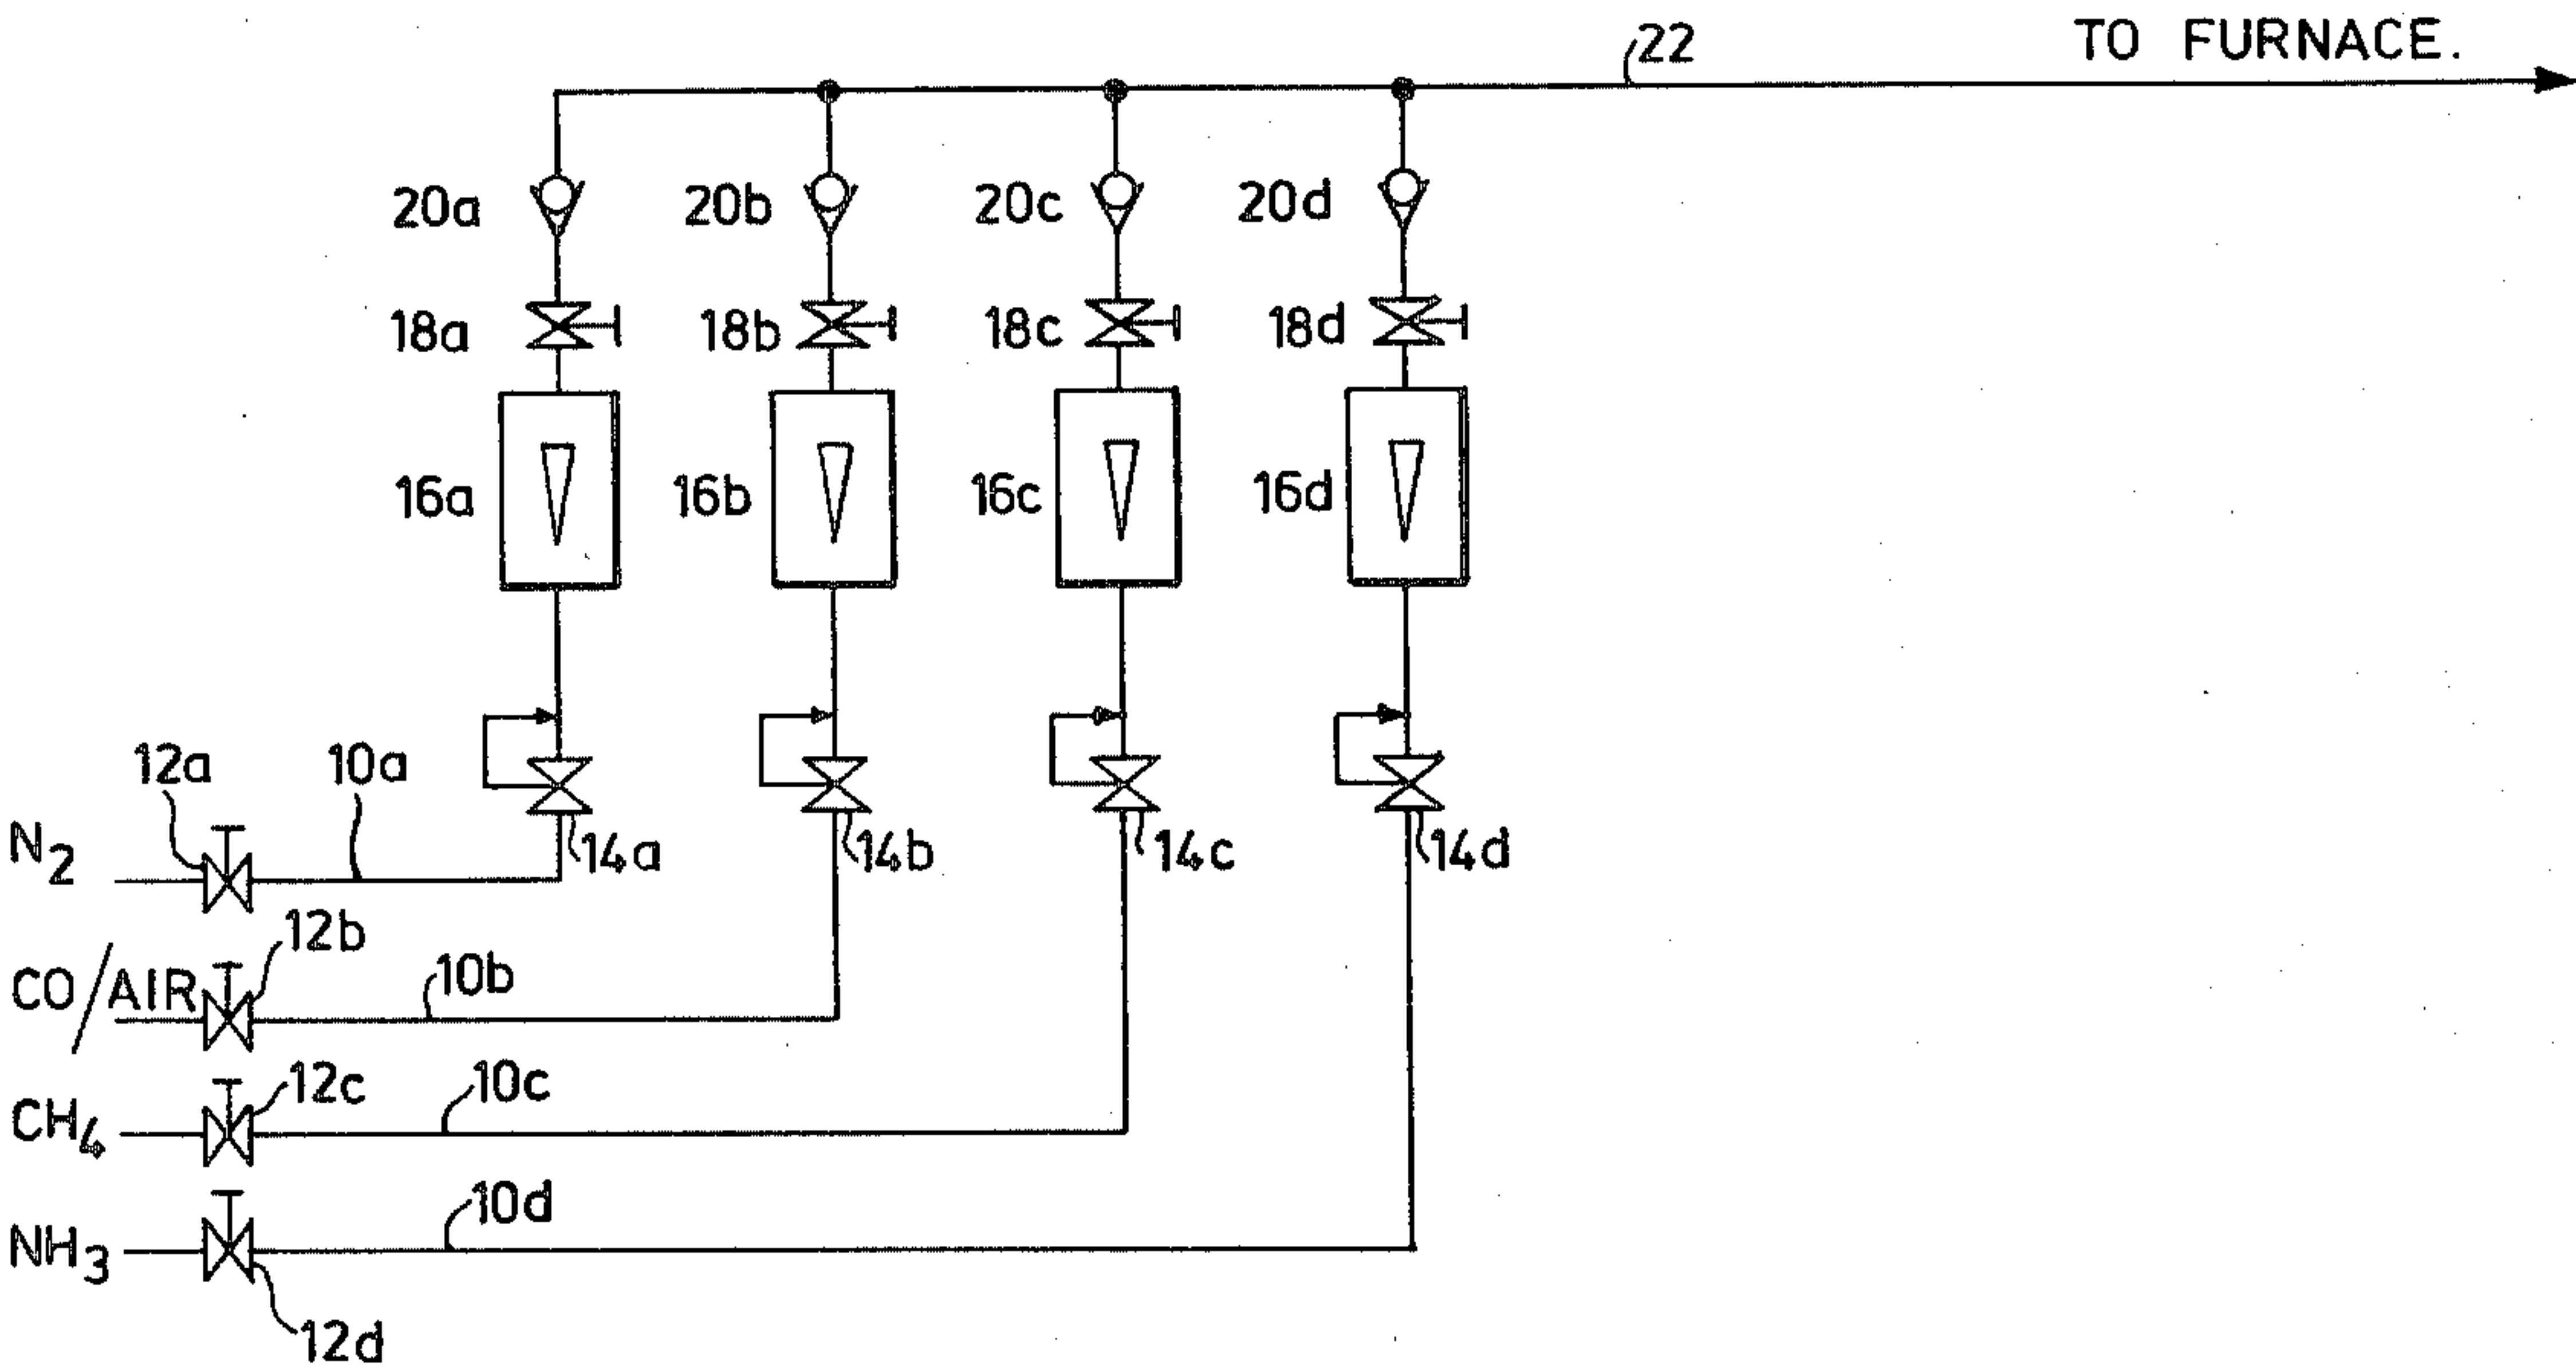 22 TO FURNACE.
20a 20b 20c 20d
18a 18b 18c 18d
16a 16b 16c 16d
12a 10a
N₂ 14a 14b 14c 14d
12b
CO/AIR 10b
12c 10c
CH₄
10d
NH₃
12d